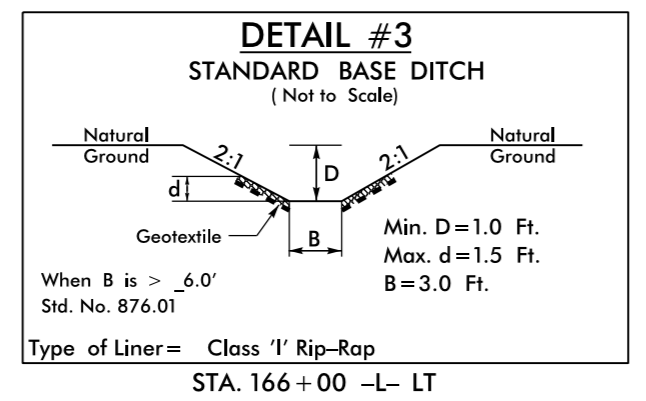 DETAIL #3
STANDARD BASE DITCH
( Not to Scale)
Natural
Ground
2:1
D
2:1
Natural
Ground
d
Geotextile
B
Min. D=1.0 Ft.
Max. d=1.5 Ft.
B=3.0 Ft.
When B is > _6.0'
Std. No. 876.01
Type of Liner= Class 'I' Rip-Rap
STA. 166+00 -L- LT